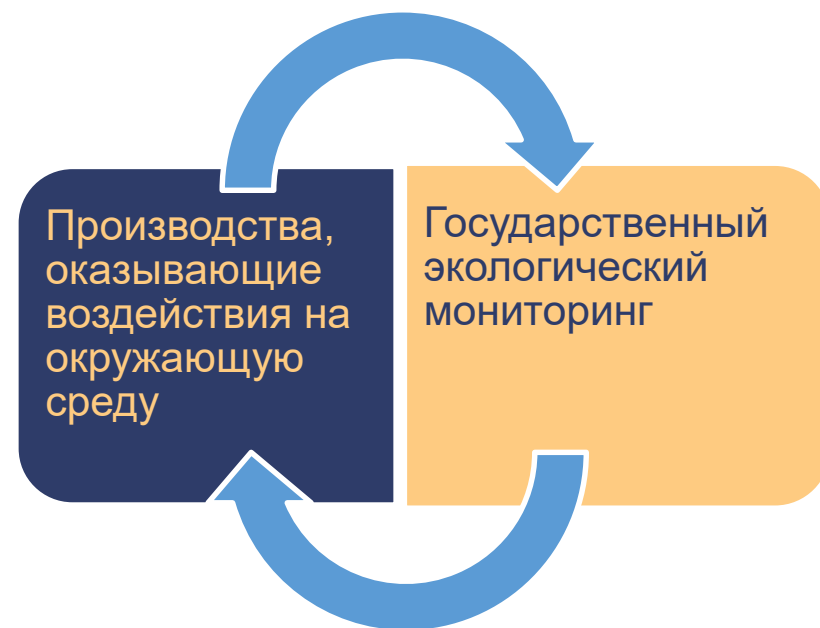 Производства,
оказывающие
воздействия на
окружающую
среду
Государственный
экологический
мониторинг